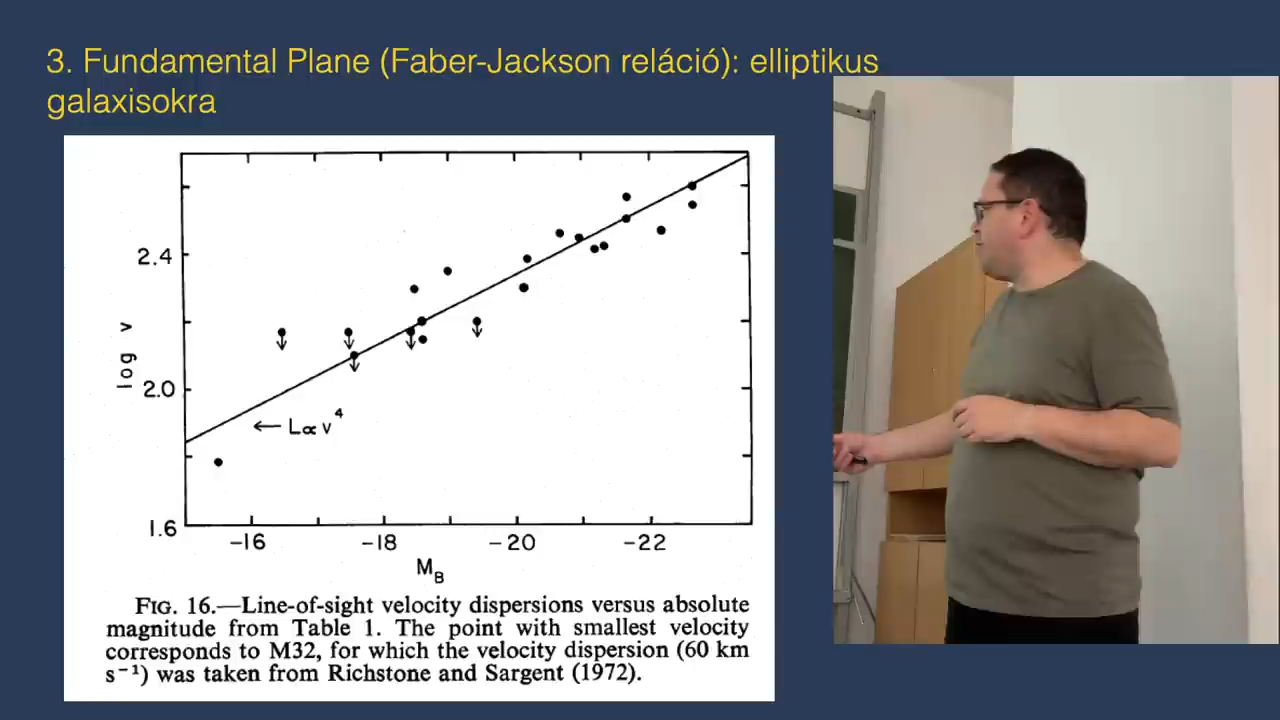 3. Fundamental Plane (Faber-Jackson reláció): elliptikus
galaxisokra
log v
2.4
2.0
1.6
← L∝v⁴
-16
-18
-20
-22
M_B
FIG. 16.—Line-of-sight velocity dispersions versus absolute
magnitude from Table 1. The point with smallest velocity
corresponds to M32, for which the velocity dispersion (60 km
s⁻¹) was taken from Richstone and Sargent (1972).